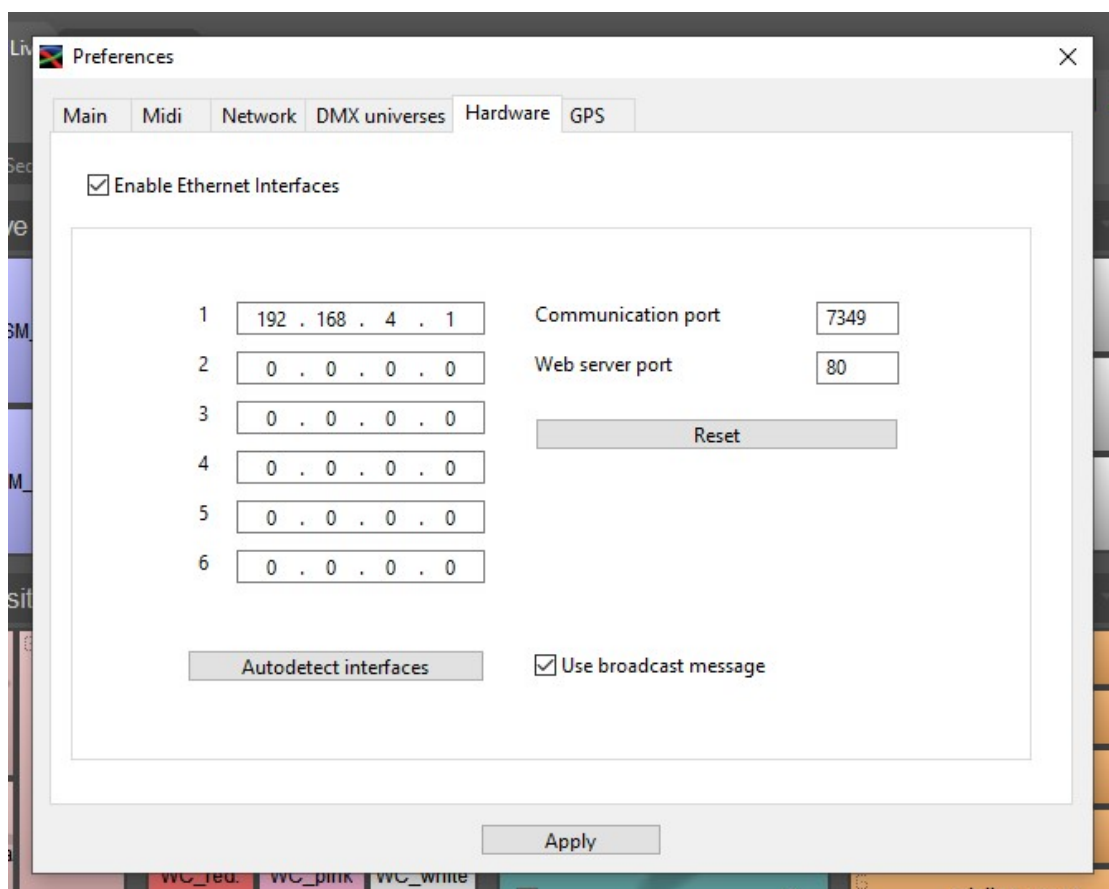 Liv
Preferences
Main Midi Network DMX universes Hardware GPS
Enable Ethernet Interfaces
1 192 . 168 . 4 . 1 Communication port 7349
2 0 . 0 . 0 . 0 Web server port 80
3 0 . 0 . 0 . 0
Reset
4 0 . 0 . 0 . 0
5 0 . 0 . 0 . 0
6 0 . 0 . 0 . 0
Autodetect interfaces Use broadcast message
Apply
WC_red. WC_pink WC_white